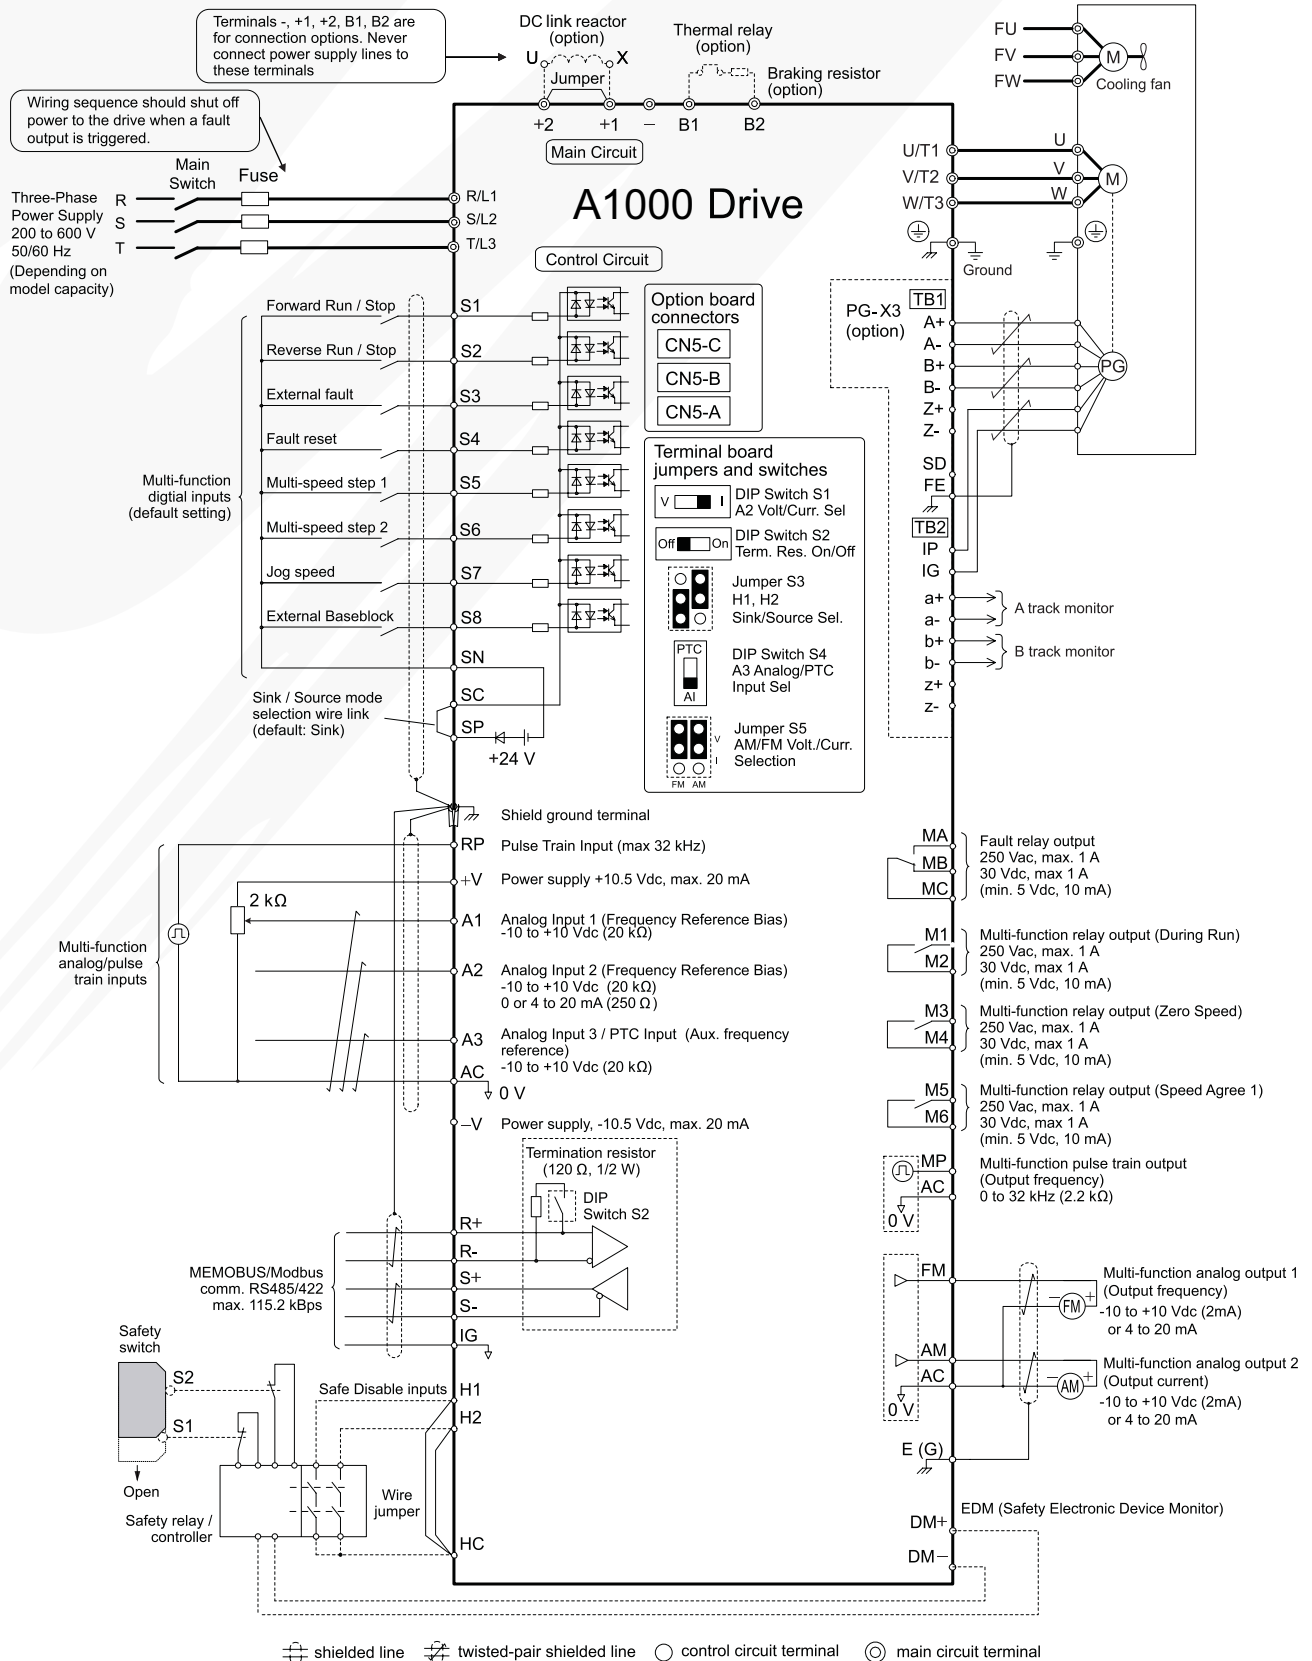 Terminals -, +1, +2, B1, B2 are
for connection options. Never
connect power supply lines to
these terminals
DC link reactor
(option)
U
X
Jumper
Thermal relay
(option)
Braking resistor
(option)
+2
+1
−
B1
B2
Main Circuit
FU
FV
FW
M
Cooling fan
Wiring sequence should shut off
power to the drive when a fault
output is triggered.
Main
Switch
Fuse
Three-Phase
Power Supply
200 to 600 V
50/60 Hz
(Depending on
model capacity)
R
S
T
R/L1
S/L2
T/L3
A1000 Drive
Control Circuit
U/T1
V/T2
W/T3
U
V
W
M
Ground
Multi-function
digtial inputs
(default setting)
Forward Run / Stop
S1
Reverse Run / Stop
S2
External fault
S3
Fault reset
S4
Multi-speed step 1
S5
Multi-speed step 2
S6
Jog speed
S7
External Baseblock
S8
SN
SC
SP
Sink / Source mode
selection wire link
(default: Sink)
+24 V
Option board
connectors
CN5-C
CN5-B
CN5-A
Terminal board
jumpers and switches
V
I
DIP Switch S1
A2 Volt/Curr. Sel
Off
On
DIP Switch S2
Term. Res. On/Off
Jumper S3
H1, H2
Sink/Source Sel.
PTC
AI
DIP Switch S4
A3 Analog/PTC
Input Sel
V
I
FM AM
Jumper S5
AM/FM Volt./Curr.
Selection
PG-X3
(option)
TB1
A+
A-
B+
B-
Z+
Z-
SD
FE
PG
TB2
IP
IG
a+
a-
A track monitor
b+
b-
B track monitor
z+
z-
Shield ground terminal
Multi-function
analog/pulse
train inputs
2 kΩ
RP
Pulse Train Input (max 32 kHz)
+V
Power supply +10.5 Vdc, max. 20 mA
A1
Analog Input 1 (Frequency Reference Bias)
-10 to +10 Vdc (20 kΩ)
A2
Analog Input 2 (Frequency Reference Bias)
-10 to +10 Vdc (20 kΩ)
0 or 4 to 20 mA (250 Ω)
A3
Analog Input 3 / PTC Input (Aux. frequency
reference)
-10 to +10 Vdc (20 kΩ)
AC
0 V
−V
Power supply, -10.5 Vdc, max. 20 mA
MA
MB
MC
Fault relay output
250 Vac, max. 1 A
30 Vdc, max 1 A
(min. 5 Vdc, 10 mA)
M1
M2
Multi-function relay output (During Run)
250 Vac, max. 1 A
30 Vdc, max 1 A
(min. 5 Vdc, 10 mA)
M3
M4
Multi-function relay output (Zero Speed)
250 Vac, max. 1 A
30 Vdc, max 1 A
(min. 5 Vdc, 10 mA)
M5
M6
Multi-function relay output (Speed Agree 1)
250 Vac, max. 1 A
30 Vdc, max 1 A
(min. 5 Vdc, 10 mA)
MP
AC
0 V
Multi-function pulse train output
(Output frequency)
0 to 32 kHz (2.2 kΩ)
Termination resistor
(120 Ω, 1/2 W)
DIP
Switch S2
MEMOBUS/Modbus
comm. RS485/422
max. 115.2 kBps
R+
R-
S+
S-
IG
FM
FM
− +
Multi-function analog output 1
(Output frequency)
-10 to +10 Vdc (2mA)
or 4 to 20 mA
AM
AC
0 V
AM
− +
Multi-function analog output 2
(Output current)
-10 to +10 Vdc (2mA)
or 4 to 20 mA
E (G)
Safety
switch
S2
S1
Open
Safety relay /
controller
Safe Disable inputs
H1
H2
Wire
jumper
HC
EDM (Safety Electronic Device Monitor)
DM+
DM−
shielded line
twisted-pair shielded line
control circuit terminal
main circuit terminal